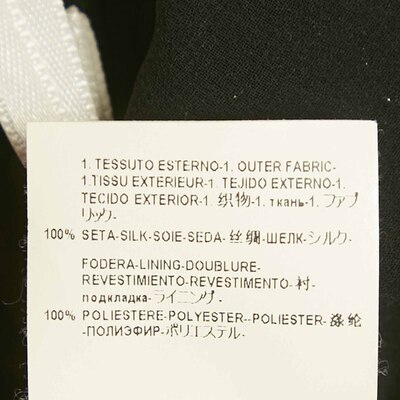 1. TESSUTO ESTERNO-1. OUTER FABRIC-
1.TISSU EXTERIEUR-1. TEJIDO EXTERNO-1.
TECIDO EXTERIOR-1. 织物-1. ткань-1. ファブ
リック-
100% SETA-SILK-SOIE-SEDA-丝绸-ШЕЛК-シルク-
FODERA-LINING-DOUBLURE-
REVESTIMIENTO-REVESTIMENTO-衬-
подкладка-ライニング-
100% POLIESTERE-POLYESTER-POLIESTER-涤纶
-ПОЛИЭФИР-ポリエステル-